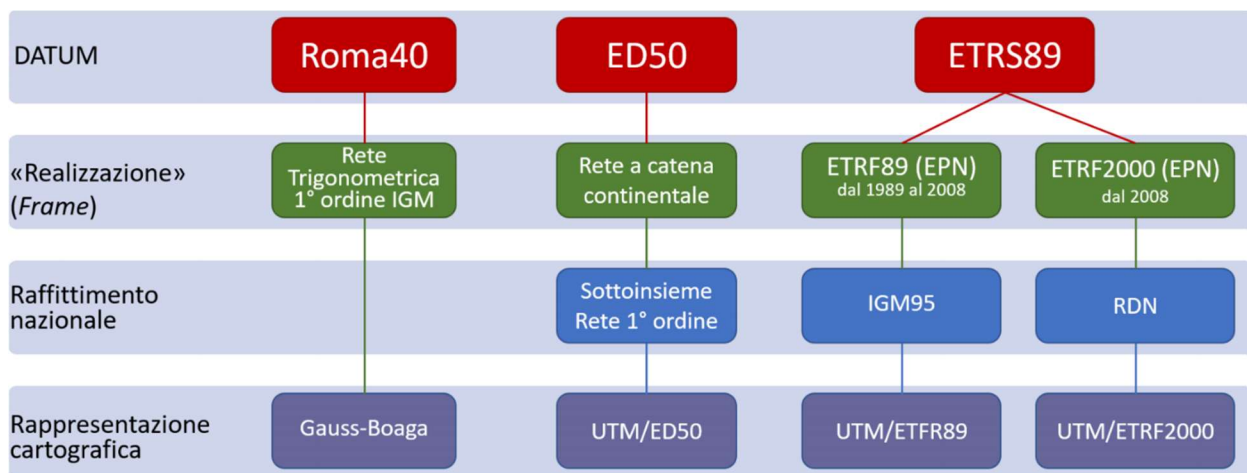 DATUM
Roma40
ED50
ETRS89
«Realizzazione»
(Frame)
Rete
Trigonometrica
1° ordine IGM
Rete a catena
continentale
ETRF89 (EPN)
dal 1989 al 2008
ETRF2000 (EPN)
dal 2008
Raffittimento
nazionale
Sottoinsieme
Rete 1° ordine
IGM95
RDN
Rappresentazione
cartografica
Gauss-Boaga
UTM/ED50
UTM/ETFR89
UTM/ETRF2000